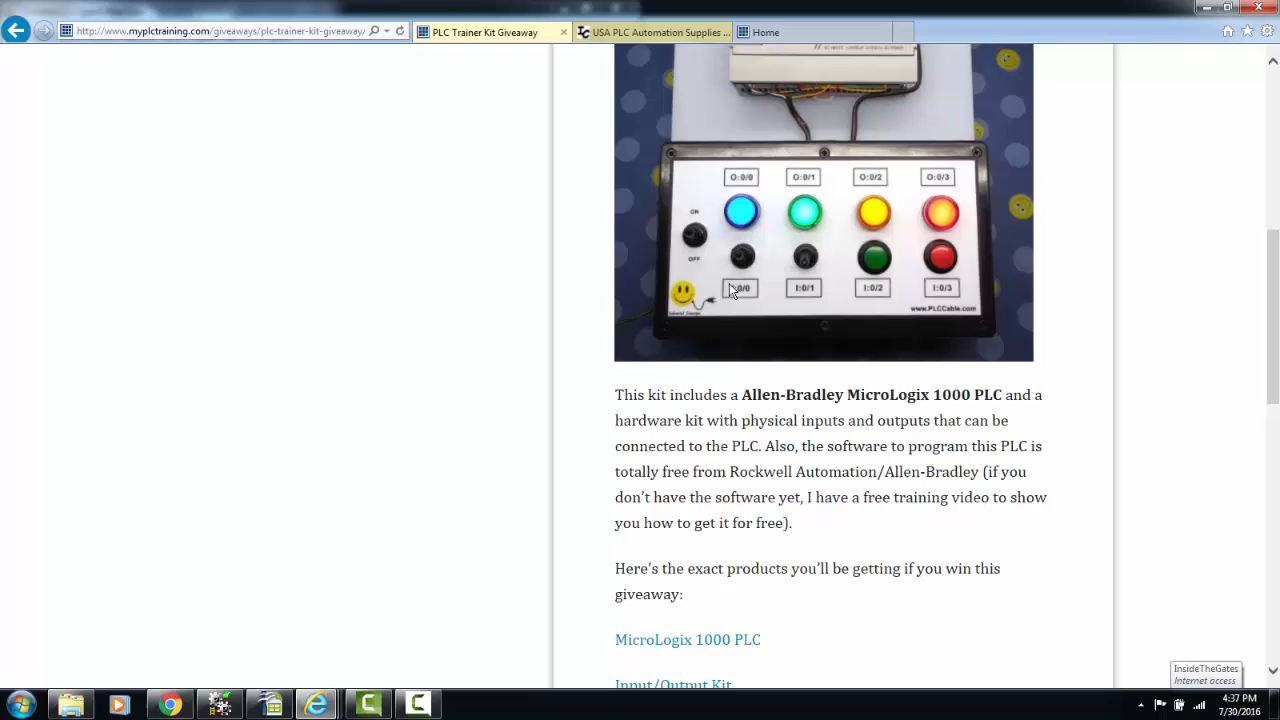 http://www.myplctraining.com/giveaways/plc-trainer-kit-giveaway/
PLC Trainer Kit Giveaway
USA PLC Automation Supplies ...
Home
O:0/0
O:0/1
O:0/2
O:0/3
ON
OFF
I:0/1
I:0/2
I:0/3
www.PLCCable.com
This kit includes a Allen-Bradley MicroLogix 1000 PLC and a
hardware kit with physical inputs and outputs that can be
connected to the PLC. Also, the software to program this PLC is
totally free from Rockwell Automation/Allen-Bradley (if you
don’t have the software yet, I have a free training video to show
you how to get it for free).
Here’s the exact products you’ll be getting if you win this
giveaway:
MicroLogix 1000 PLC
Input/Output Kit
InsideTheGates
Internet access
4:37 PM
7/30/2016